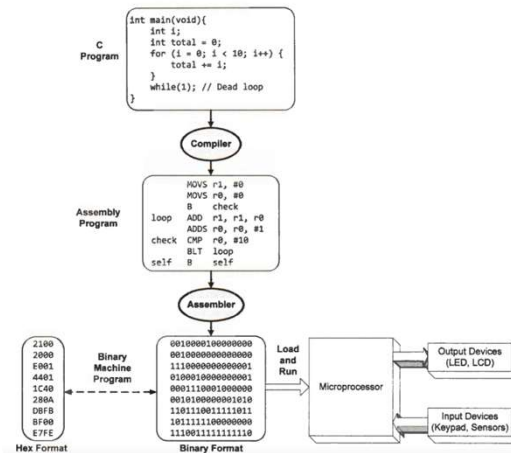 C
Program
int main(void){
int i;
int total = 0;
for (i = 0; i < 10; i++) {
total += i;
}
while(1); // Dead loop
}
Compiler
Assembly
Program
MOVS r1, #0
MOVS r0, #0
B check
loop ADD r1, r1, r0
ADDS r0, r0, #1
check CMP r0, #10
BLT loop
self B self
Assembler
2100
2000
E001
4401
1C40
280A
DBFB
BF00
E7FE
Hex Format
Binary
Machine
Program
0010000100000000
0010000000000000
1110000000000001
0100010000000001
0001110001000000
0010100000001010
1101110011111011
1011111100000000
1110011111111110
Binary Format
Load
and
Run
Microprocessor
Output Devices
(LED, LCD)
Input Devices
(Keypad, Sensors)